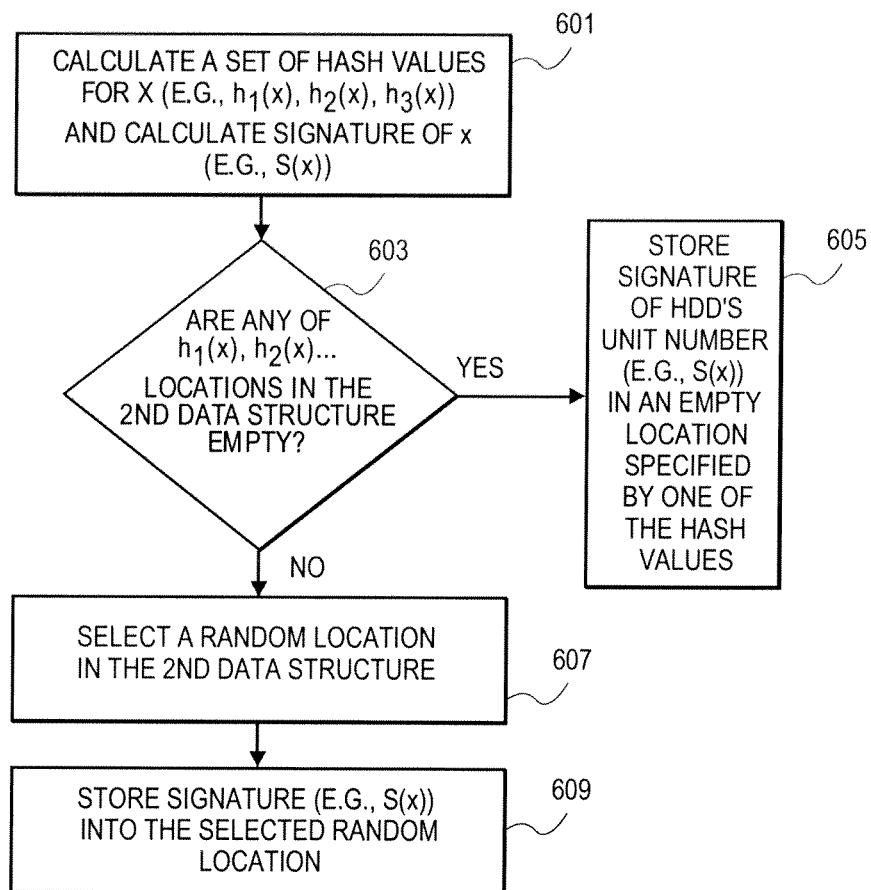 601
CALCULATE A SET OF HASH VALUES
FOR X (E.G., h1(x), h2(x), h3(x))
AND CALCULATE SIGNATURE OF x
(E.G., S(x))
603
ARE ANY OF
h1(x), h2(x)...
LOCATIONS IN THE
2ND DATA STRUCTURE
EMPTY?
YES
605
STORE
SIGNATURE
OF HDD'S
UNIT NUMBER
(E.G., S(x))
IN AN EMPTY
LOCATION
SPECIFIED
BY ONE OF
THE HASH
VALUES
NO
SELECT A RANDOM LOCATION
IN THE 2ND DATA STRUCTURE
607
STORE SIGNATURE (E.G., S(x))
INTO THE SELECTED RANDOM
LOCATION
609